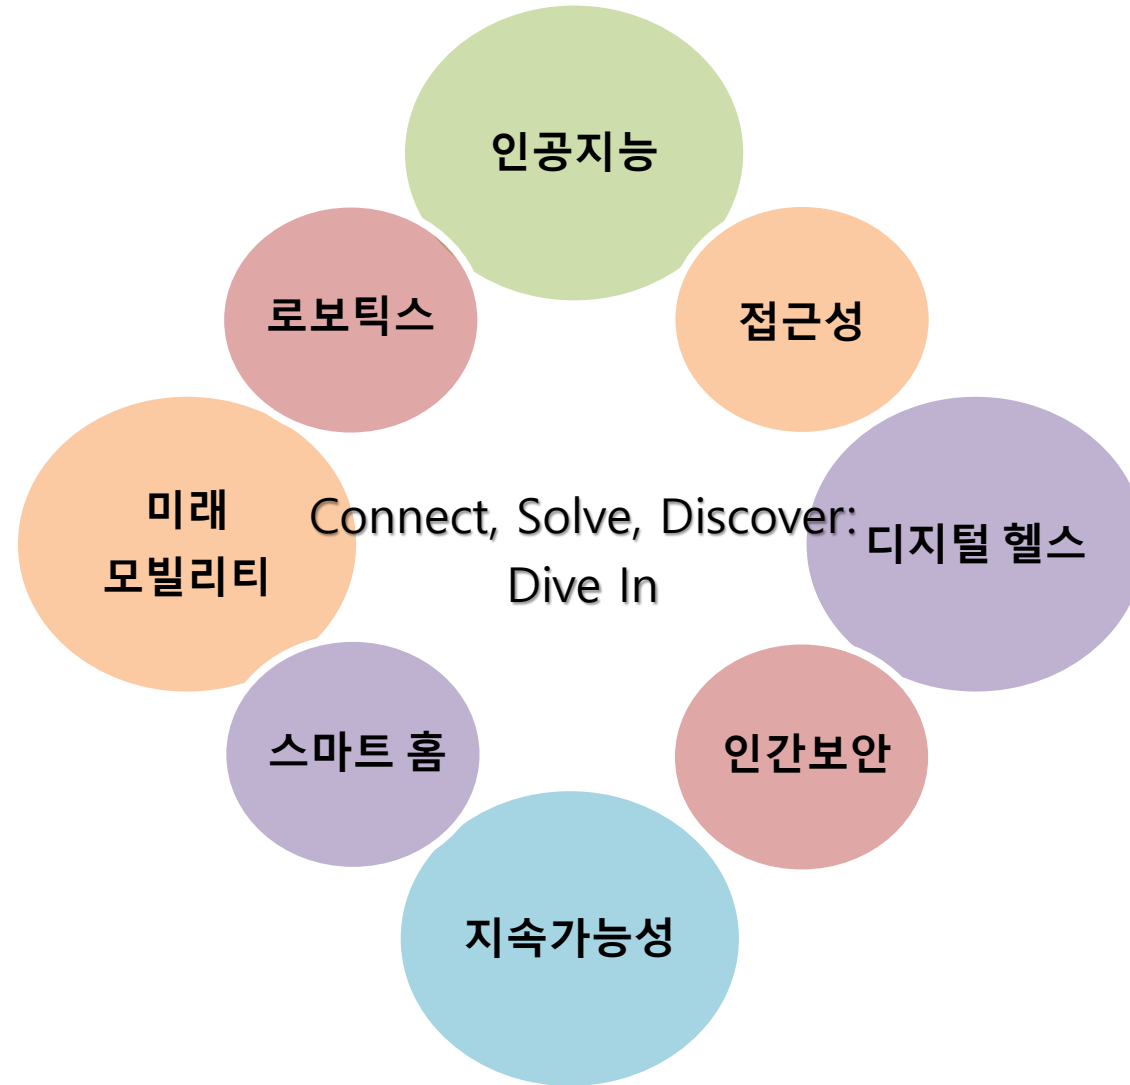 인공지능
로보틱스
접근성
미래
모빌리티
Connect, Solve, Discover:
Dive In
디지털 헬스
스마트 홈
인간보안
지속가능성